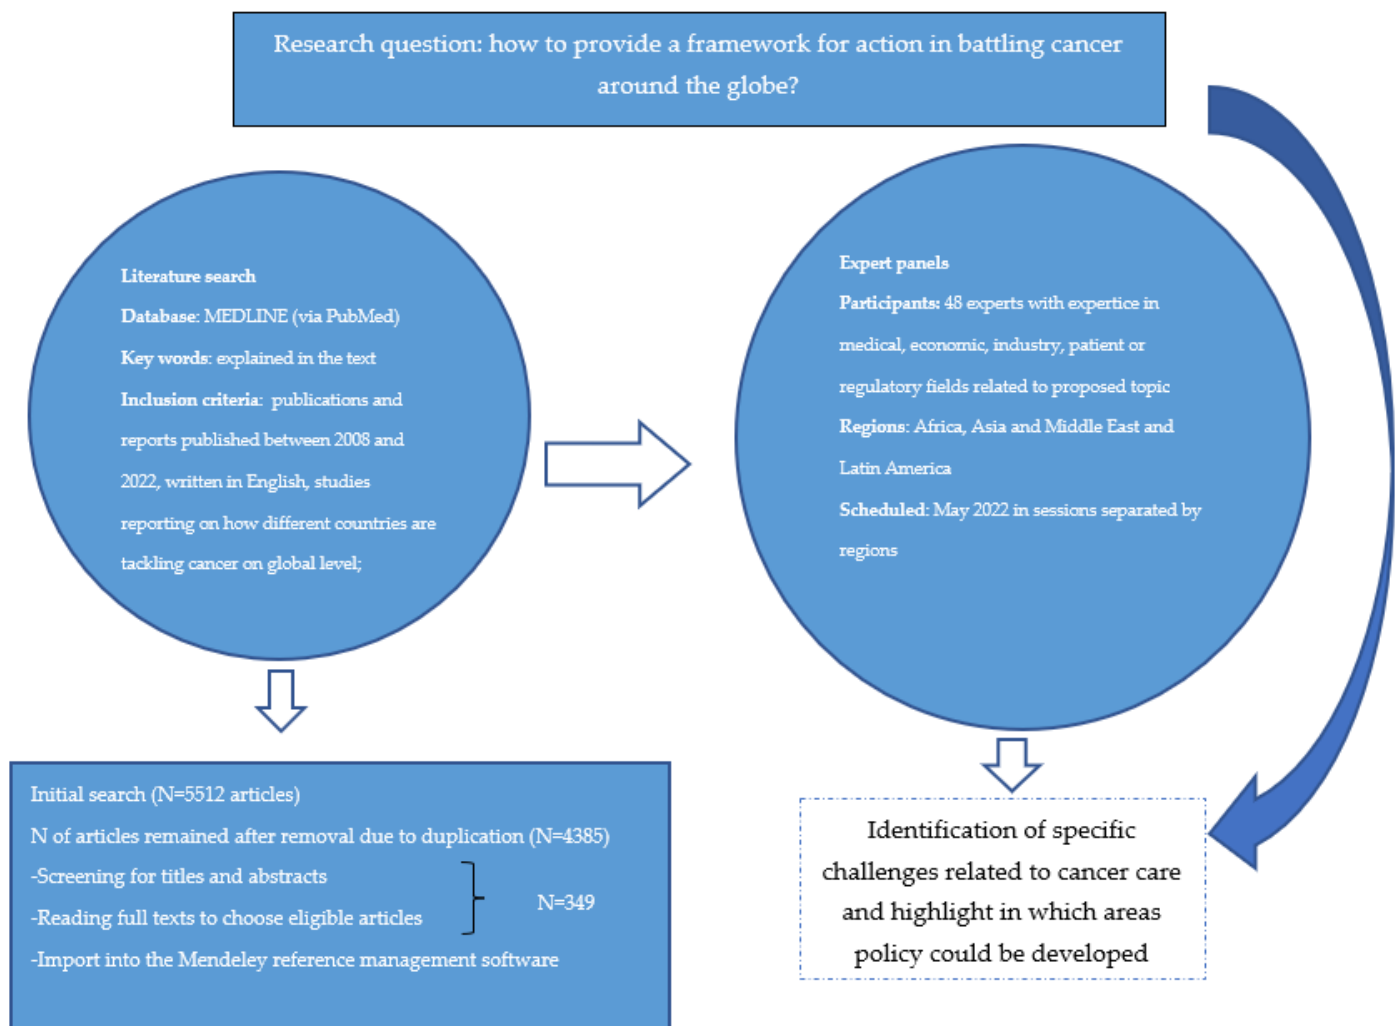 Research question: how to provide a framework for action in battling cancer
around the globe?
Literature search
Database: MEDLINE (via PubMed)
Key words: explained in the text
Inclusion criteria: publications and
reports published between 2008 and
2022, written in English, studies
reporting on how different countries are
tackling cancer on global level;
Expert panels
Participants: 48 experts with expertice in
medical, economic, industry, patient or
regulatory fields related to proposed topic
Regions: Africa, Asia and Middle East and
Latin America
Scheduled: May 2022 in sessions separated by
regions
Initial search (N=5512 articles)
N of articles remained after removal due to duplication (N=4385)
-Screening for titles and abstracts
-Reading full texts to choose eligible articles
N=349
-Import into the Mendeley reference management software
Identification of specific
challenges related to cancer care
and highlight in which areas
policy could be developed